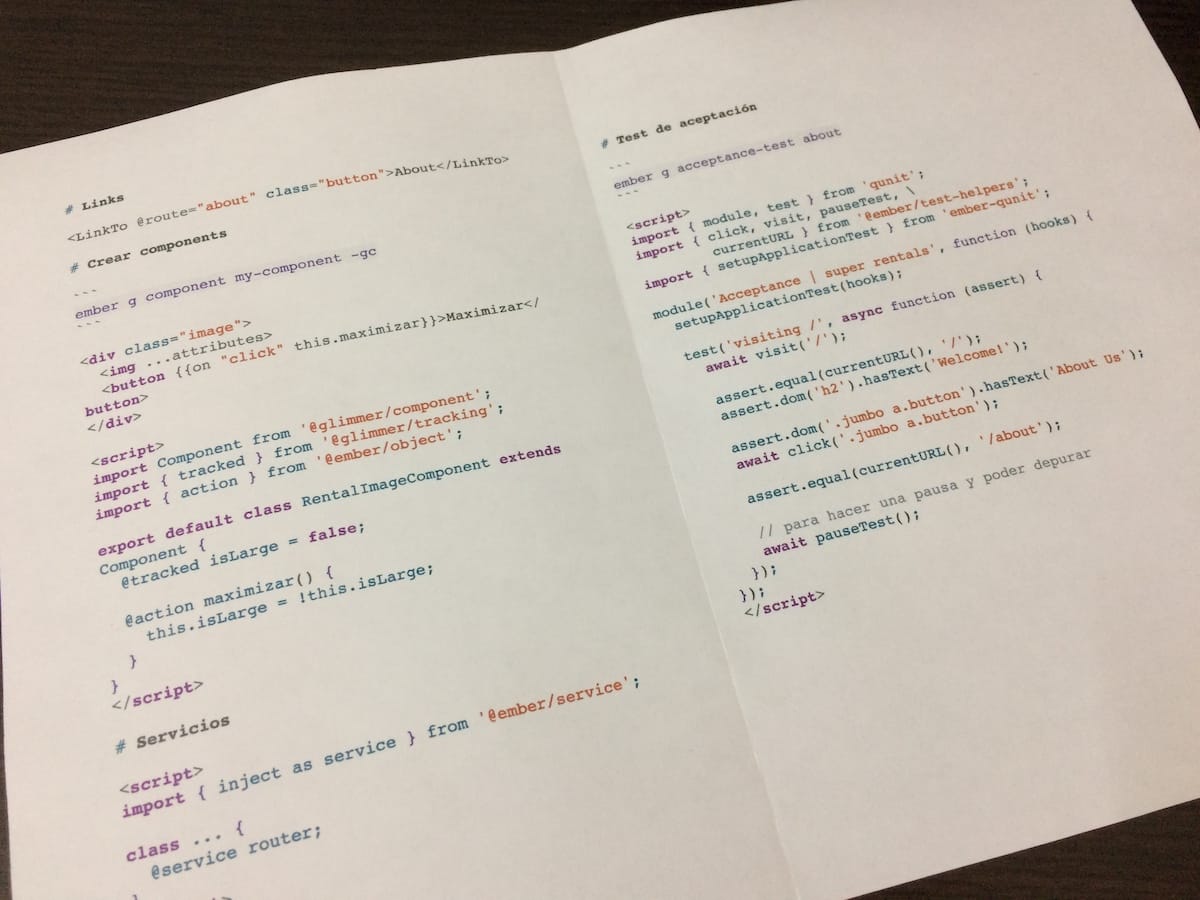 # Links
<LinkTo @route="about" class="button">About</LinkTo>
# Crear components
```
ember g component my-component -gc
```
<div class="image">
  <img ...attributes>
  <button {{on "click" this.maximizar}}>Maximizar</
button>
</div>
<script>
import Component from '@glimmer/component';
import { tracked } from '@glimmer/tracking';
import { action } from '@ember/object';
export default class RentalImageComponent extends
Component {
  @tracked isLarge = false;
  @action maximizar() {
    this.isLarge = !this.isLarge;
  }
}
</script>
# Servicios
<script>
import { inject as service } from '@ember/service';
class ... {
  @service router;
}
# Test de aceptación
```
ember g acceptance-test about
```
<script>
import { module, test } from 'qunit';
import { click, visit, pauseTest, \
       currentURL } from '@ember/test-helpers';
import { setupApplicationTest } from 'ember-qunit';
module('Acceptance | super rentals', function (hooks) {
  setupApplicationTest(hooks);
  test('visiting /', async function (assert) {
    await visit('/');
    assert.equal(currentURL(), '/');
    assert.dom('h2').hasText('Welcome!');
    assert.dom('.jumbo a.button').hasText('About Us');
    await click('.jumbo a.button');
    assert.equal(currentURL(), '/about');
    // para hacer una pausa y poder depurar
    await pauseTest();
  });
});
</script>